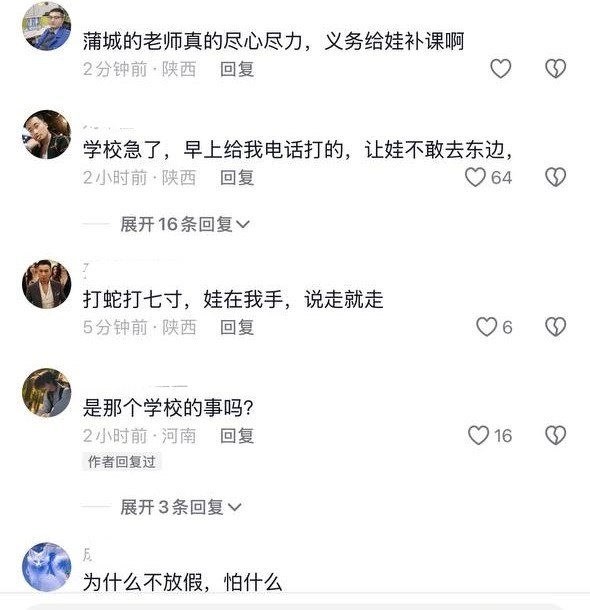 蒲城的老师真的尽心尽力，义务给娃补课啊
2分钟前·陕西 回复
学校急了，早上给我电话打的，让娃不敢去东边，
2小时前·陕西 回复 64
展开16条回复
打蛇打七寸，娃在我手，说走就走
5分钟前·陕西 回复 6
是那个学校的事吗?
2小时前·河南 回复 16
作者回复过
展开3条回复
为什么不放假，怕什么